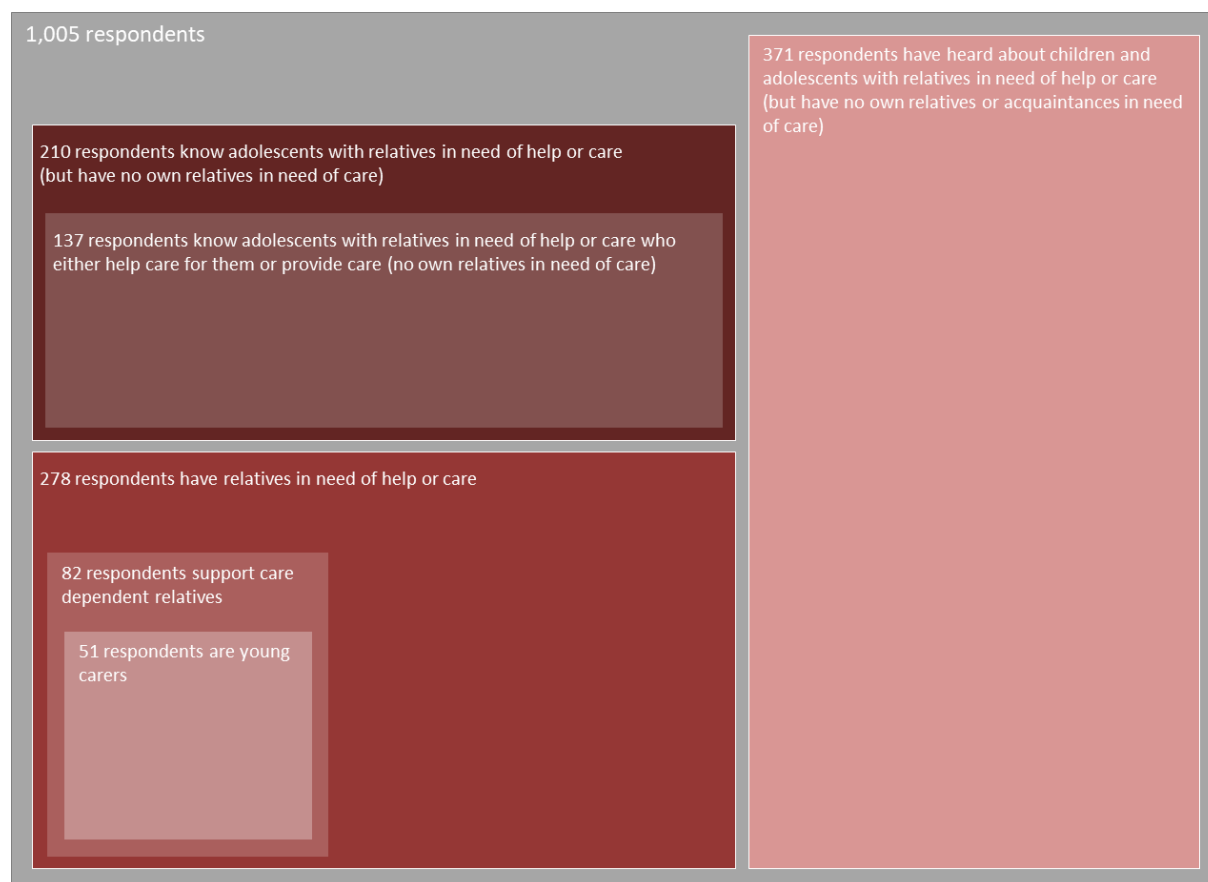 1,005 respondents
371 respondents have heard about children and
adolescents with relatives in need of help or care
(but have no own relatives or acquaintances in need
of care)
210 respondents know adolescents with relatives in need of help or care
(but have no own relatives in need of care)
137 respondents know adolescents with relatives in need of help or care who
either help care for them or provide care (no own relatives in need of care)
278 respondents have relatives in need of help or care
82 respondents support care
dependent relatives
51 respondents are young
carers